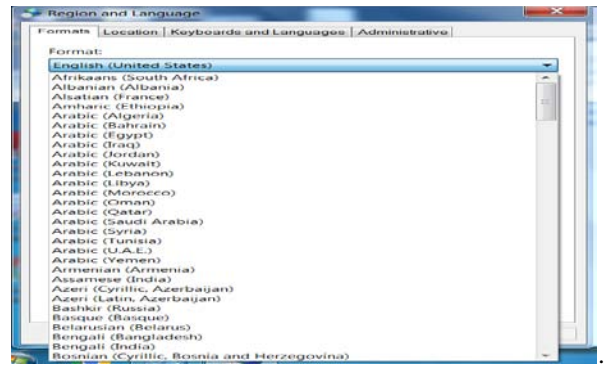 Region and Language
Formats Location Keyboards and Languages Administrative
Format:
English (United States)
Afrikaans (South Africa)
Albanian (Albania)
Alsatian (France)
Amharic (Ethiopia)
Arabic (Algeria)
Arabic (Bahrain)
Arabic (Egypt)
Arabic (Iraq)
Arabic (Jordan)
Arabic (Kuwait)
Arabic (Lebanon)
Arabic (Libya)
Arabic (Morocco)
Arabic (Oman)
Arabic (Qatar)
Arabic (Saudi Arabia)
Arabic (Syria)
Arabic (Tunisia)
Arabic (U.A.E.)
Arabic (Yemen)
Armenian (Armenia)
Assamese (India)
Azeri (Cyrillic, Azerbaijan)
Azeri (Latin, Azerbaijan)
Bashkir (Russia)
Basque (Basque)
Belarusian (Belarus)
Bengali (Bangladesh)
Bengali (India)
Bosnian (Cyrillic, Bosnia and Herzegovina)
.